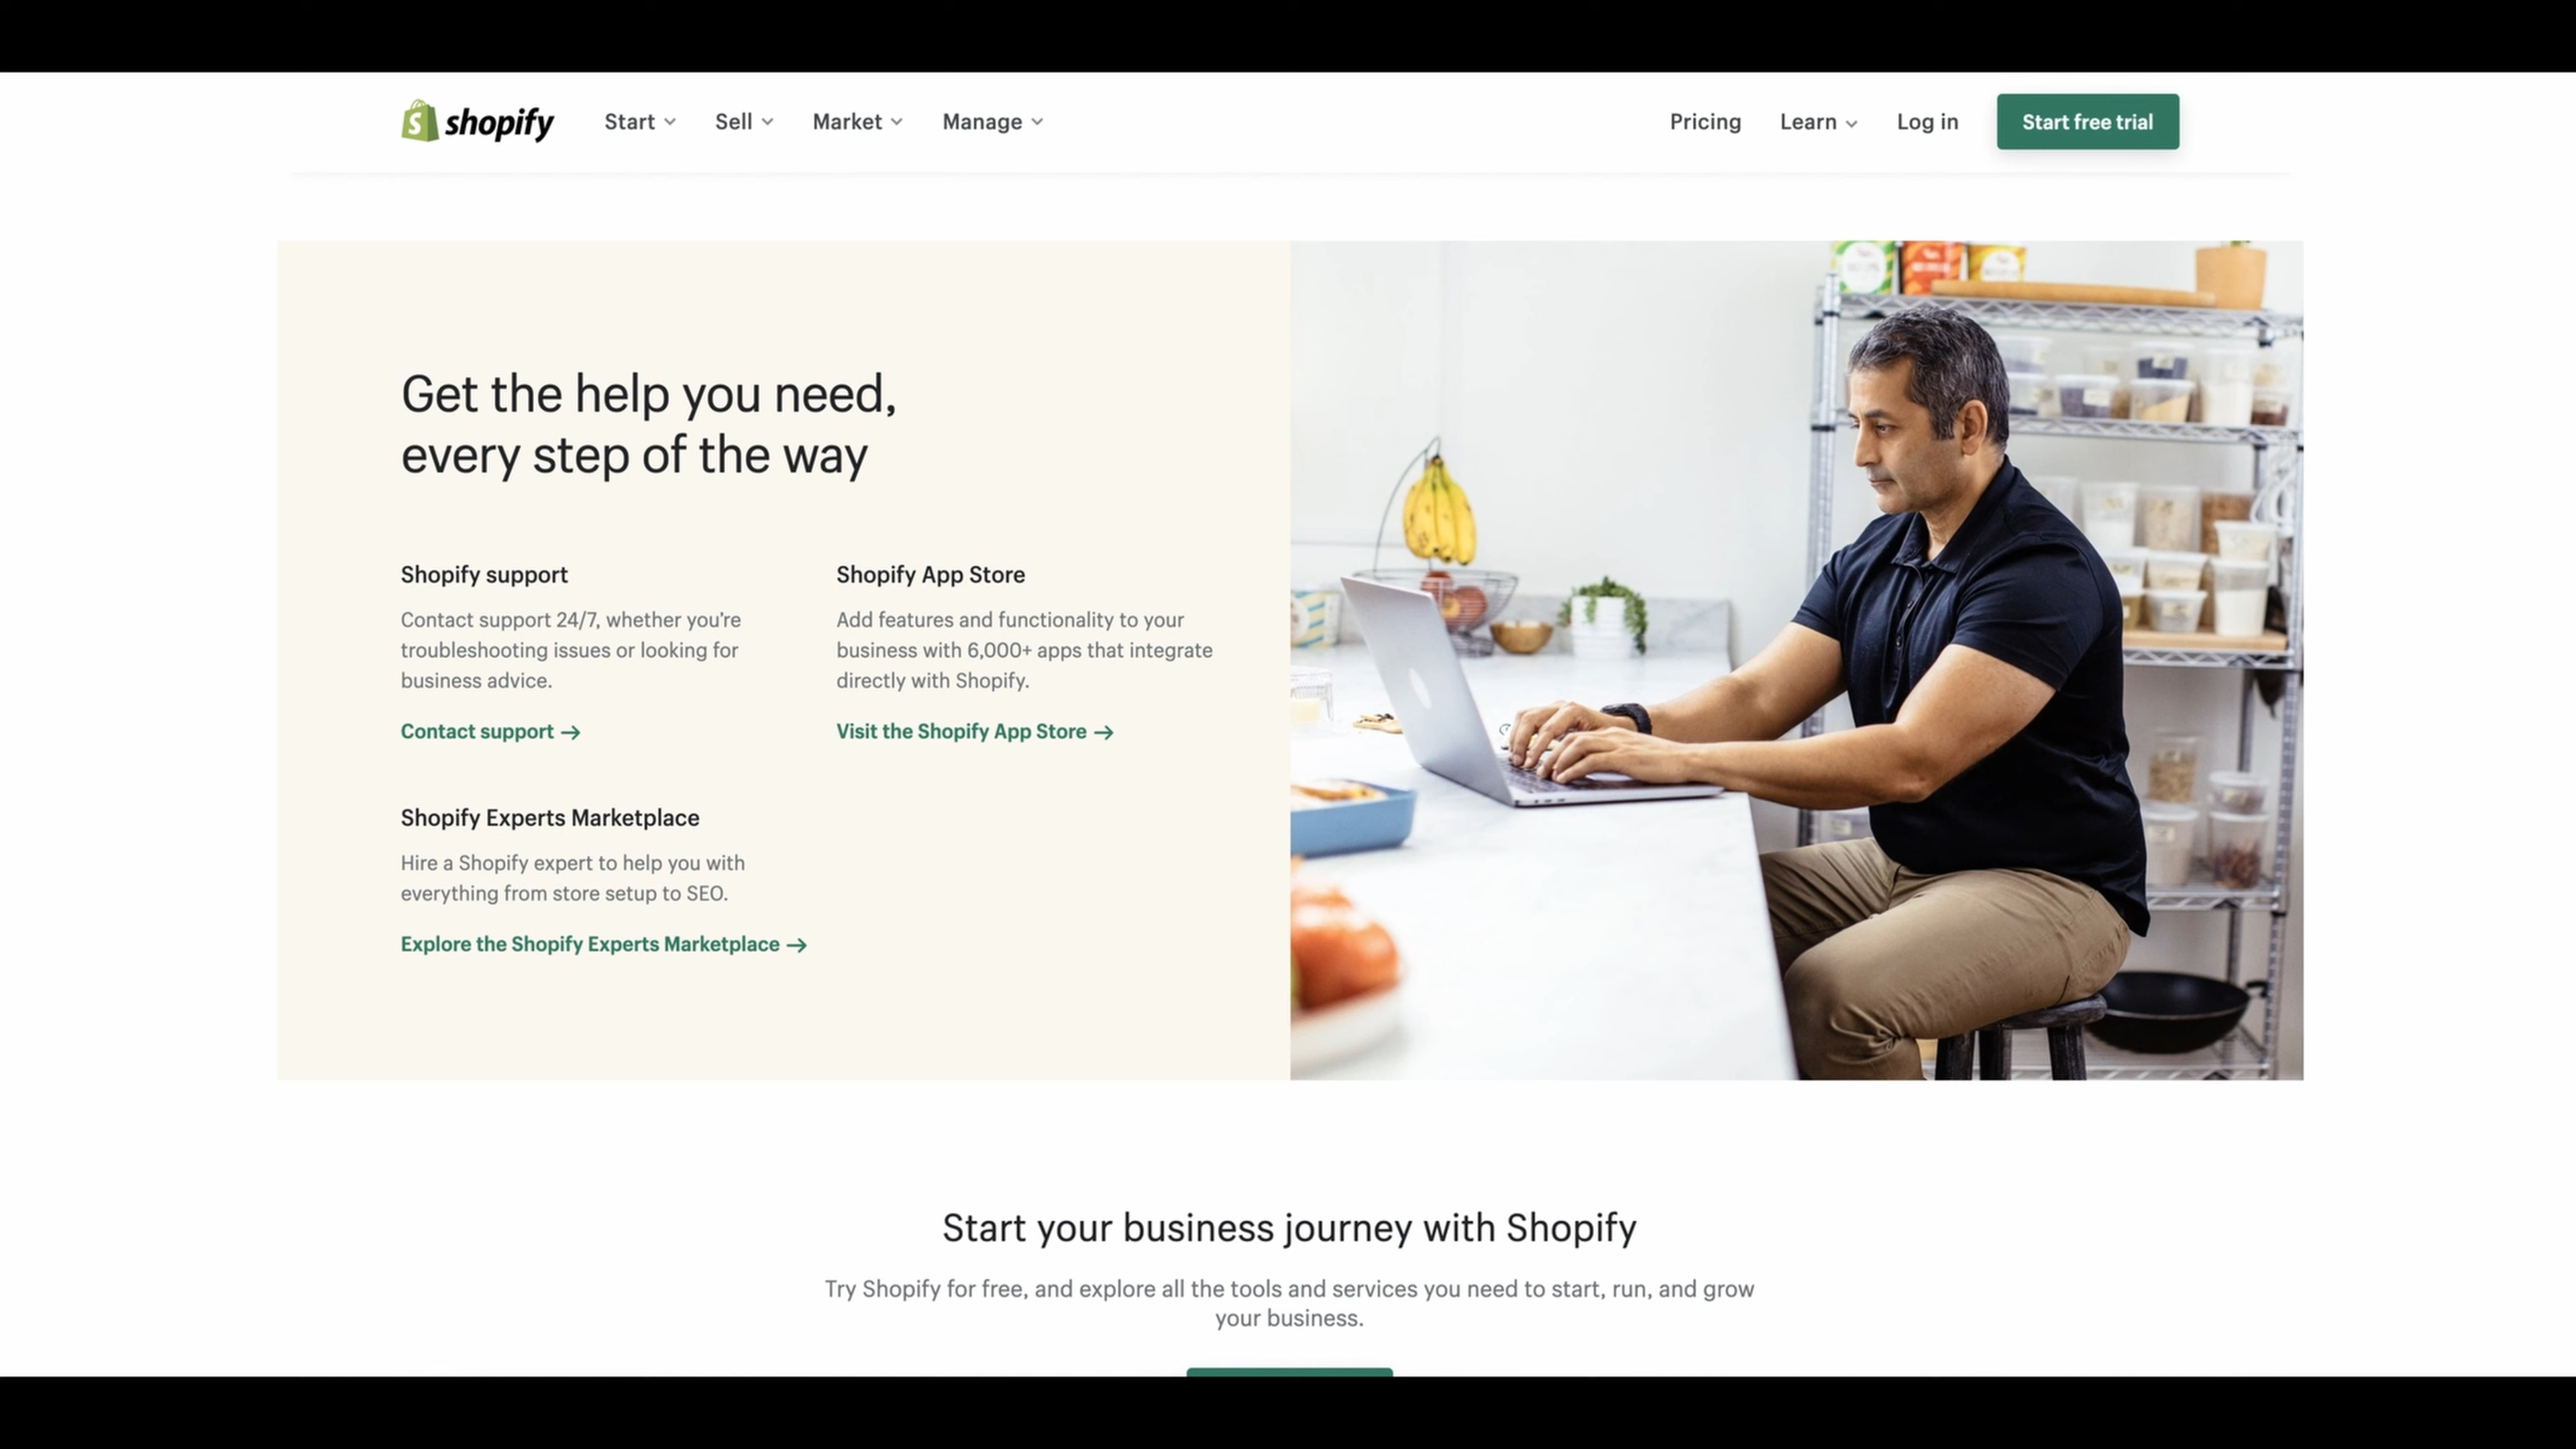 shopify
Start
Sell
Market
Manage
Pricing
Learn
Log in
Start free trial
Get the help you need,
every step of the way
Shopify support
Contact support 24/7, whether you're
troubleshooting issues or looking for
business advice.
Contact support →
Shopify App Store
Add features and functionality to your
business with 6,000+ apps that integrate
directly with Shopify.
Visit the Shopify App Store →
Shopify Experts Marketplace
Hire a Shopify expert to help you with
everything from store setup to SEO.
Explore the Shopify Experts Marketplace →
Start your business journey with Shopify
Try Shopify for free, and explore all the tools and services you need to start, run, and grow
your business.